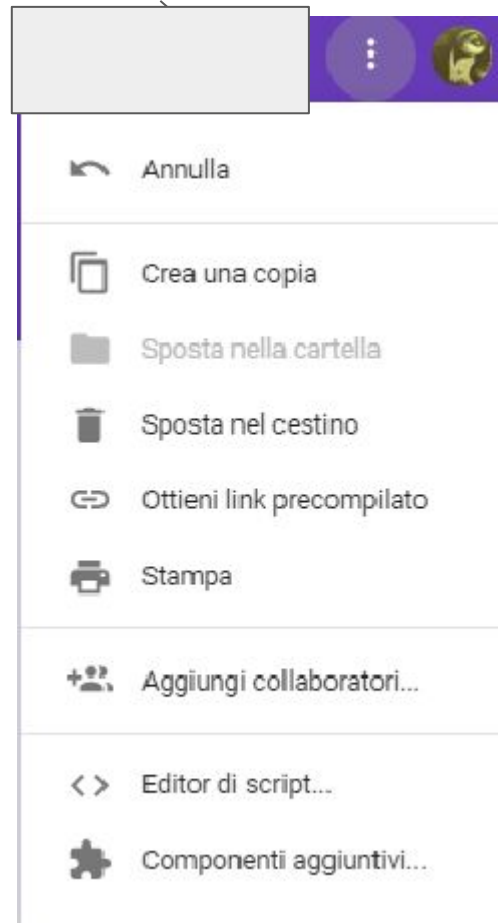 Annulla
Crea una copia
Sposta nella cartella
Sposta nel cestino
Ottieni link precompilato
Stampa
Aggiungi collaboratori...
Editor di script...
Componenti aggiuntivi...